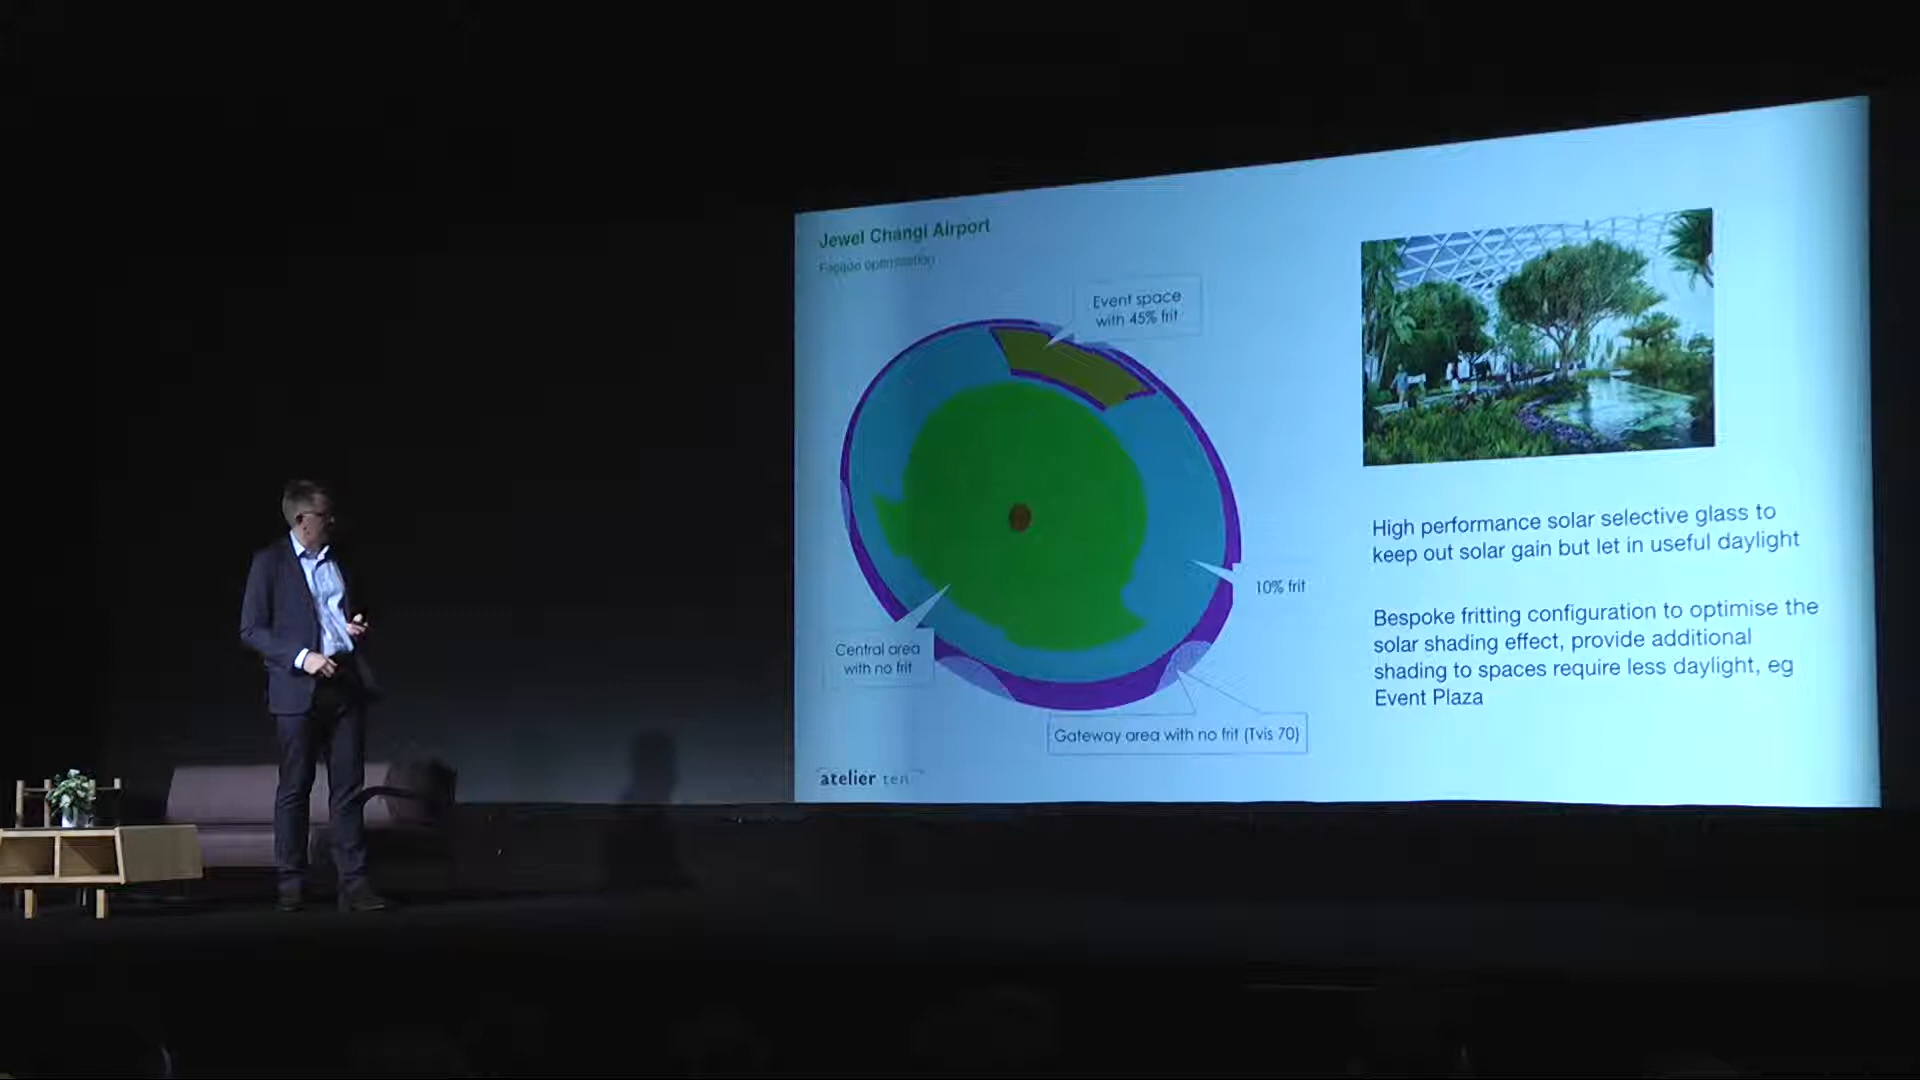 Jewel Changi Airport
Façade optimisation
Event space
with 45% frit
10% frit
Central area
with no frit
Gateway area with no frit (Tvis 70)
atelier ten
High performance solar selective glass to
keep out solar gain but let in useful daylight
Bespoke fritting configuration to optimise the
solar shading effect, provide additional
shading to spaces require less daylight, eg
Event Plaza